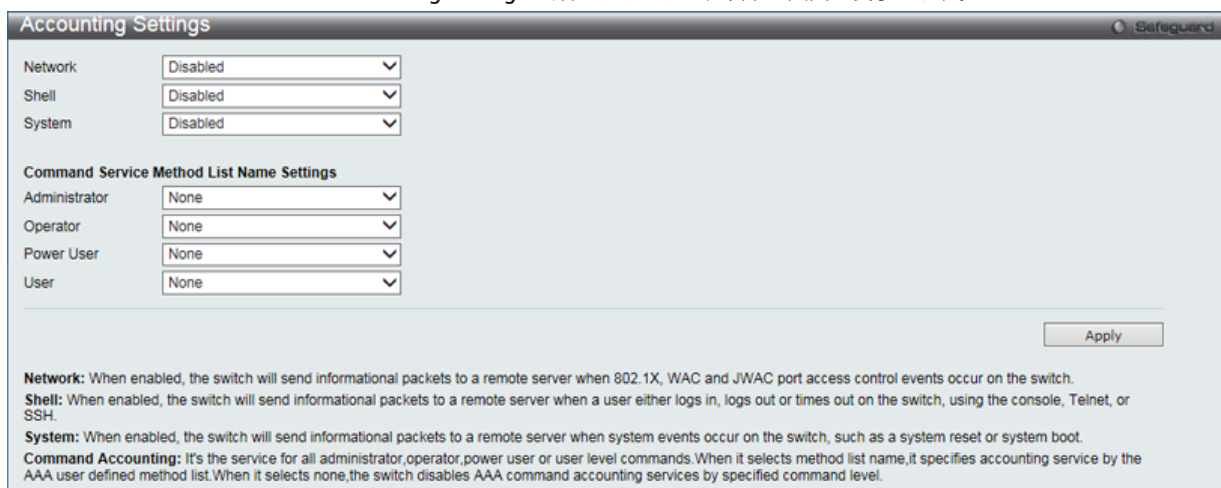 Accounting Settings
Safeguard
Network Disabled
Shell Disabled
System Disabled
Command Service Method List Name Settings
Administrator None
Operator None
Power User None
User None
Apply
Network: When enabled, the switch will send informational packets to a remote server when 802.1X, WAC and JWAC port access control events occur on the switch.
Shell: When enabled, the switch will send informational packets to a remote server when a user either logs in, logs out or times out on the switch, using the console, Telnet, or
SSH.
System: When enabled, the switch will send informational packets to a remote server when system events occur on the switch, such as a system reset or system boot.
Command Accounting: It's the service for all administrator,operator,power user or user level commands.When it selects method list name,it specifies accounting service by the
AAA user defined method list.When it selects none,the switch disables AAA command accounting services by specified command level.